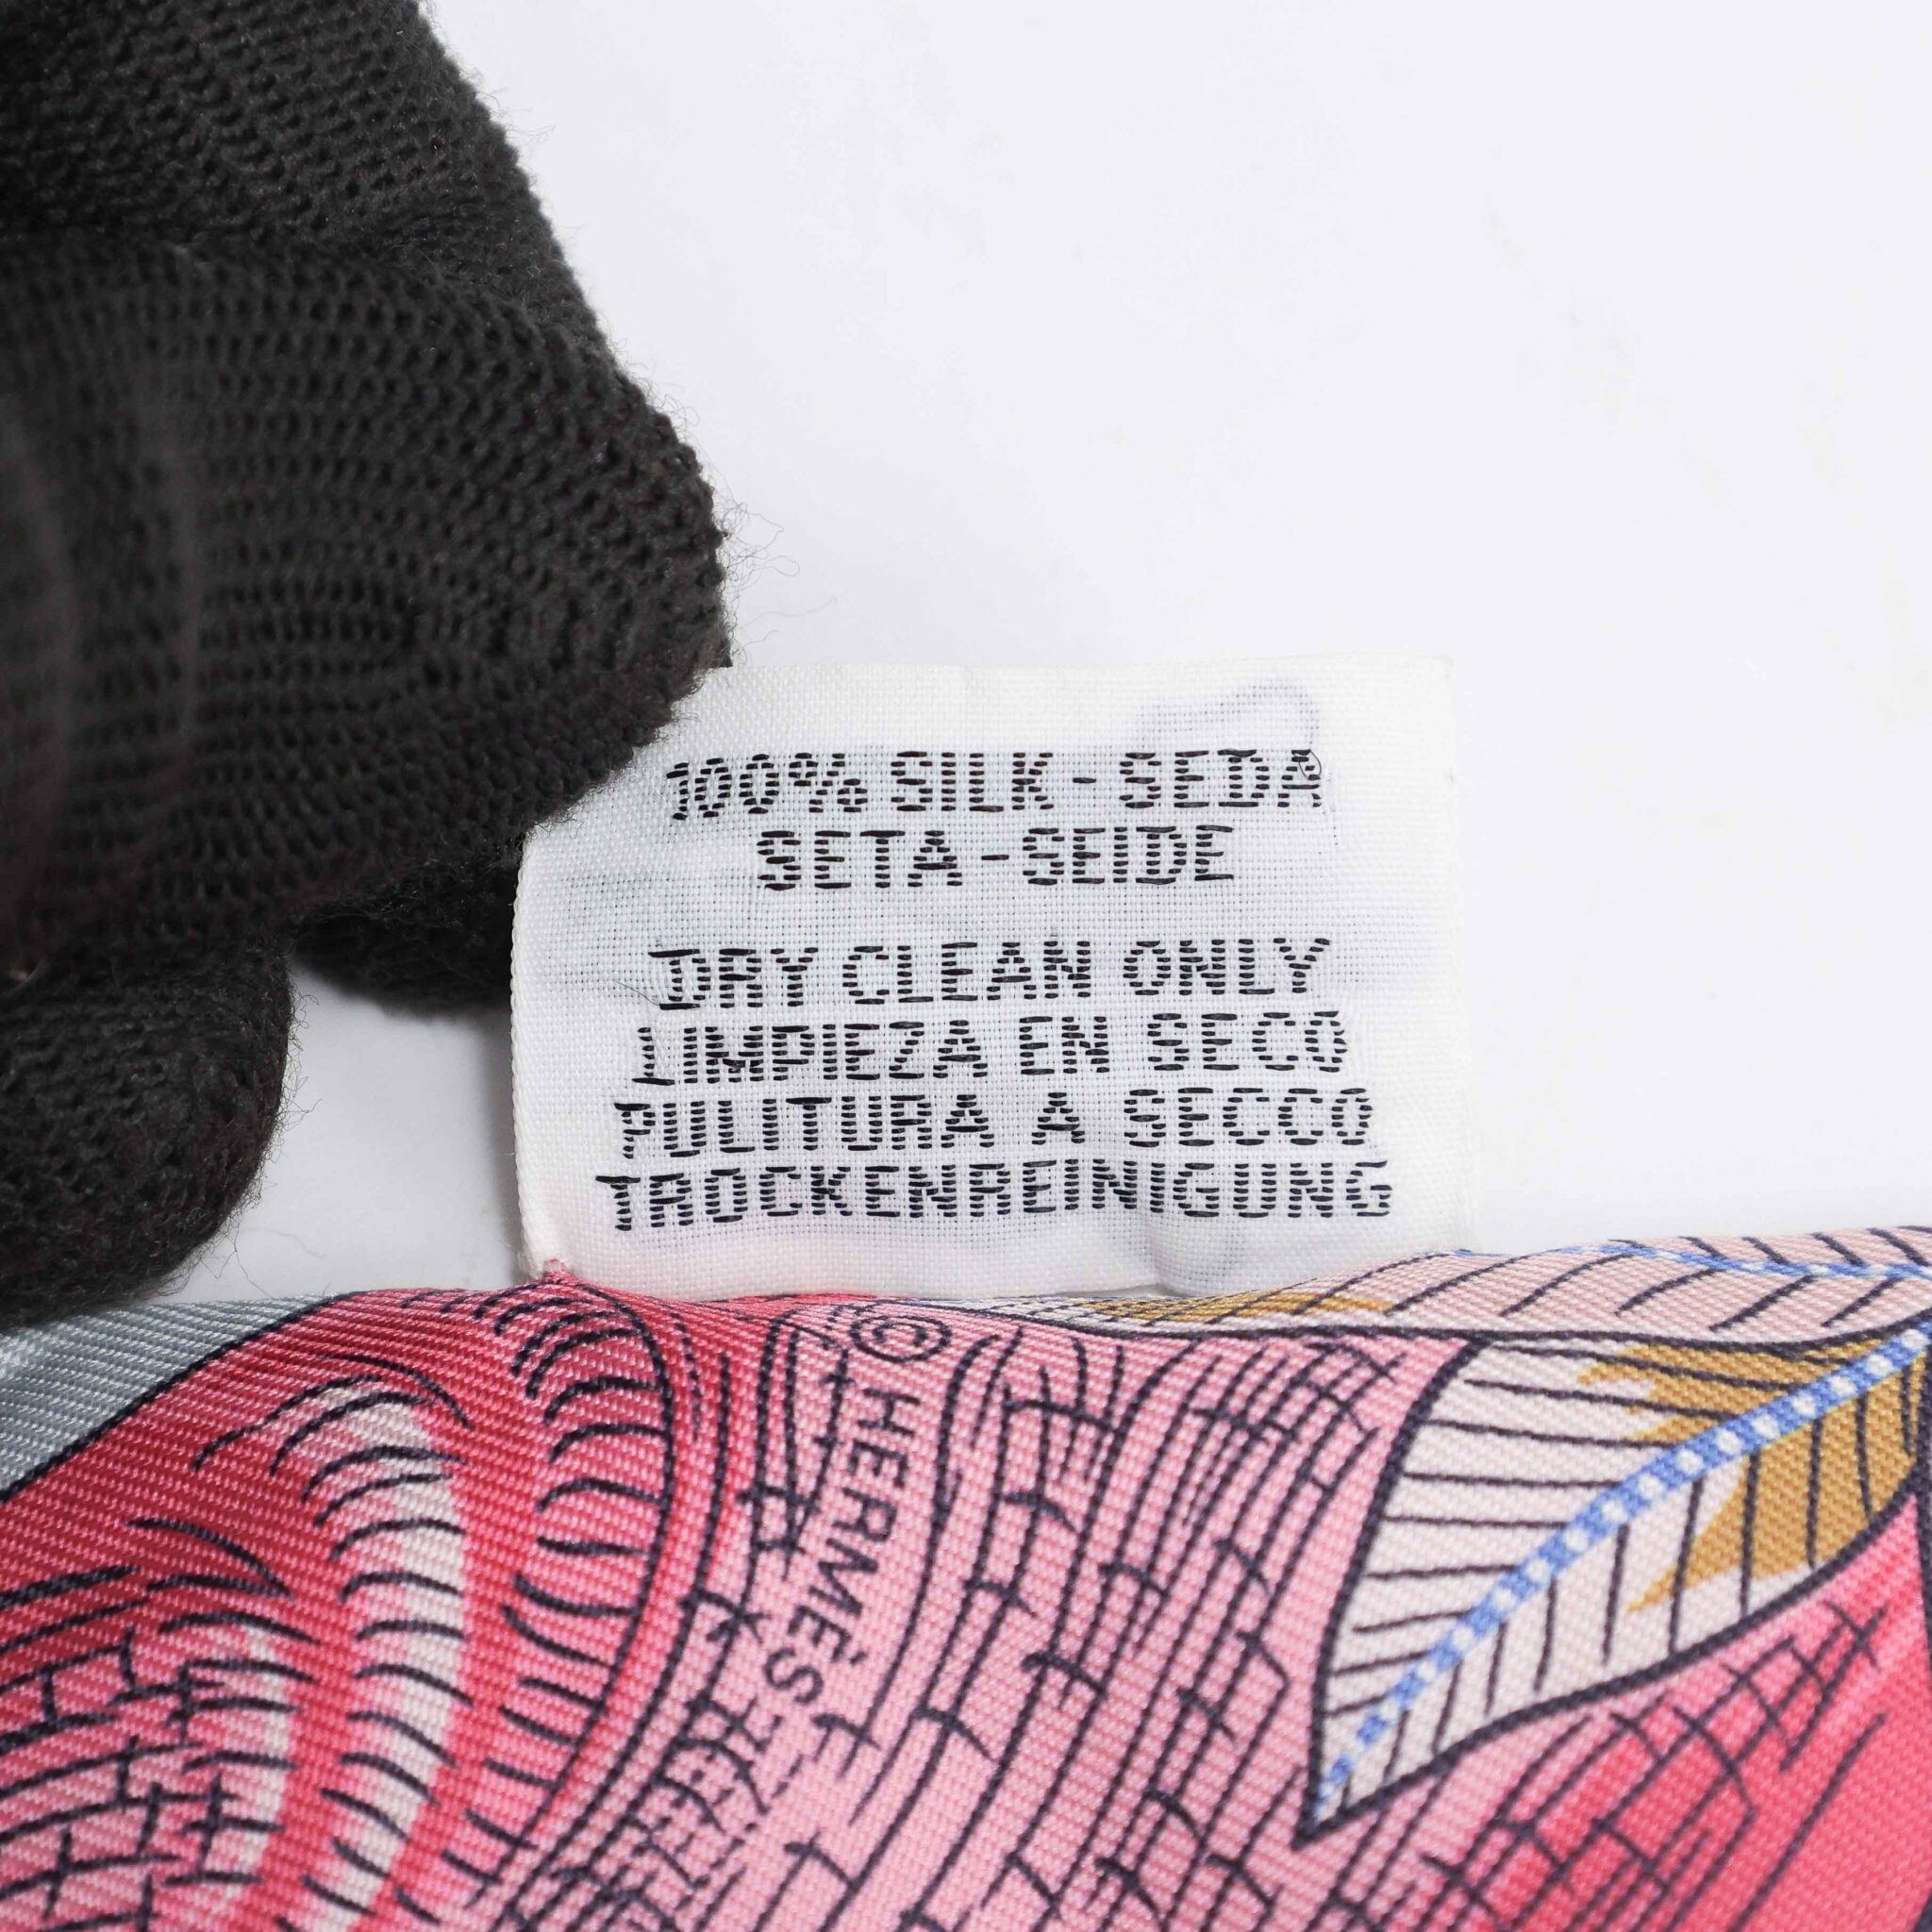 100% SILK - SEDA
SETA - SEIDE
DRY CLEAN ONLY
LIMPIEZA EN SECO
PULITURA A SECCO
TROCKENREINIGUNG
© HERMÈS